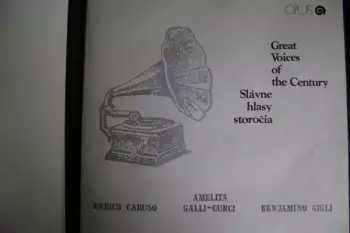 OPUS
Great
Voices
of
the Century
Slávne
hlasy
storočia
ENRICO CARUSO
AMELITA
GALLI-CURCI
BENJAMINO GIGLI